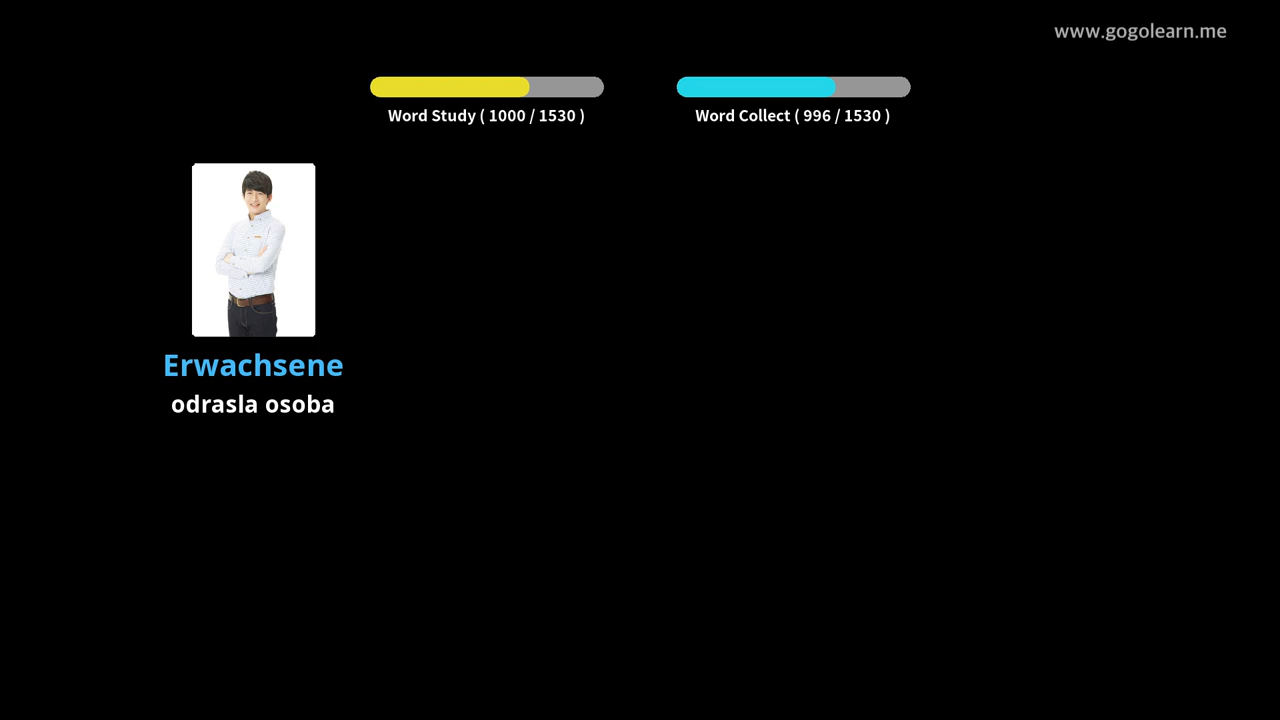 www.gogolearn.me
Word Study ( 1000 / 1530 )
Word Collect ( 996 / 1530 )
Erwachsene
odrasla osoba